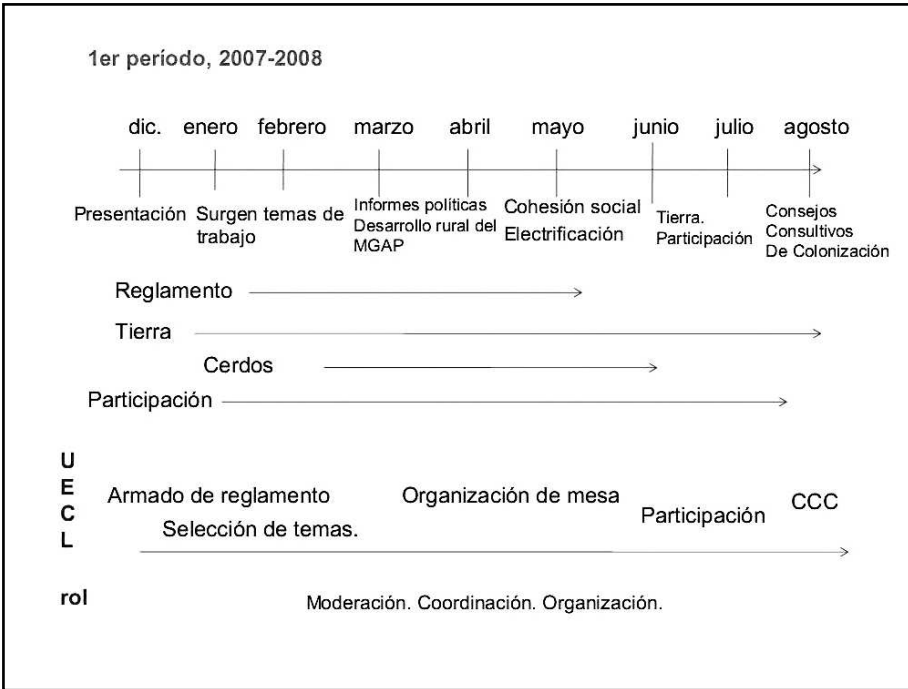 1er período, 2007-2008
dic. enero febrero marzo abril mayo junio julio agosto
Presentación
Surgen temas de
trabajo
Informes políticas
Desarrollo rural del
MGAP
Cohesión social
Electrificación
Tierra.
Participación
Consejos
Consultivos
De Colonización
Reglamento
Tierra
Cerdos
Participación
U
E
C
L
Armado de reglamento
Selección de temas.
Organización de mesa
Participación
CCC
rol
Moderación. Coordinación. Organización.